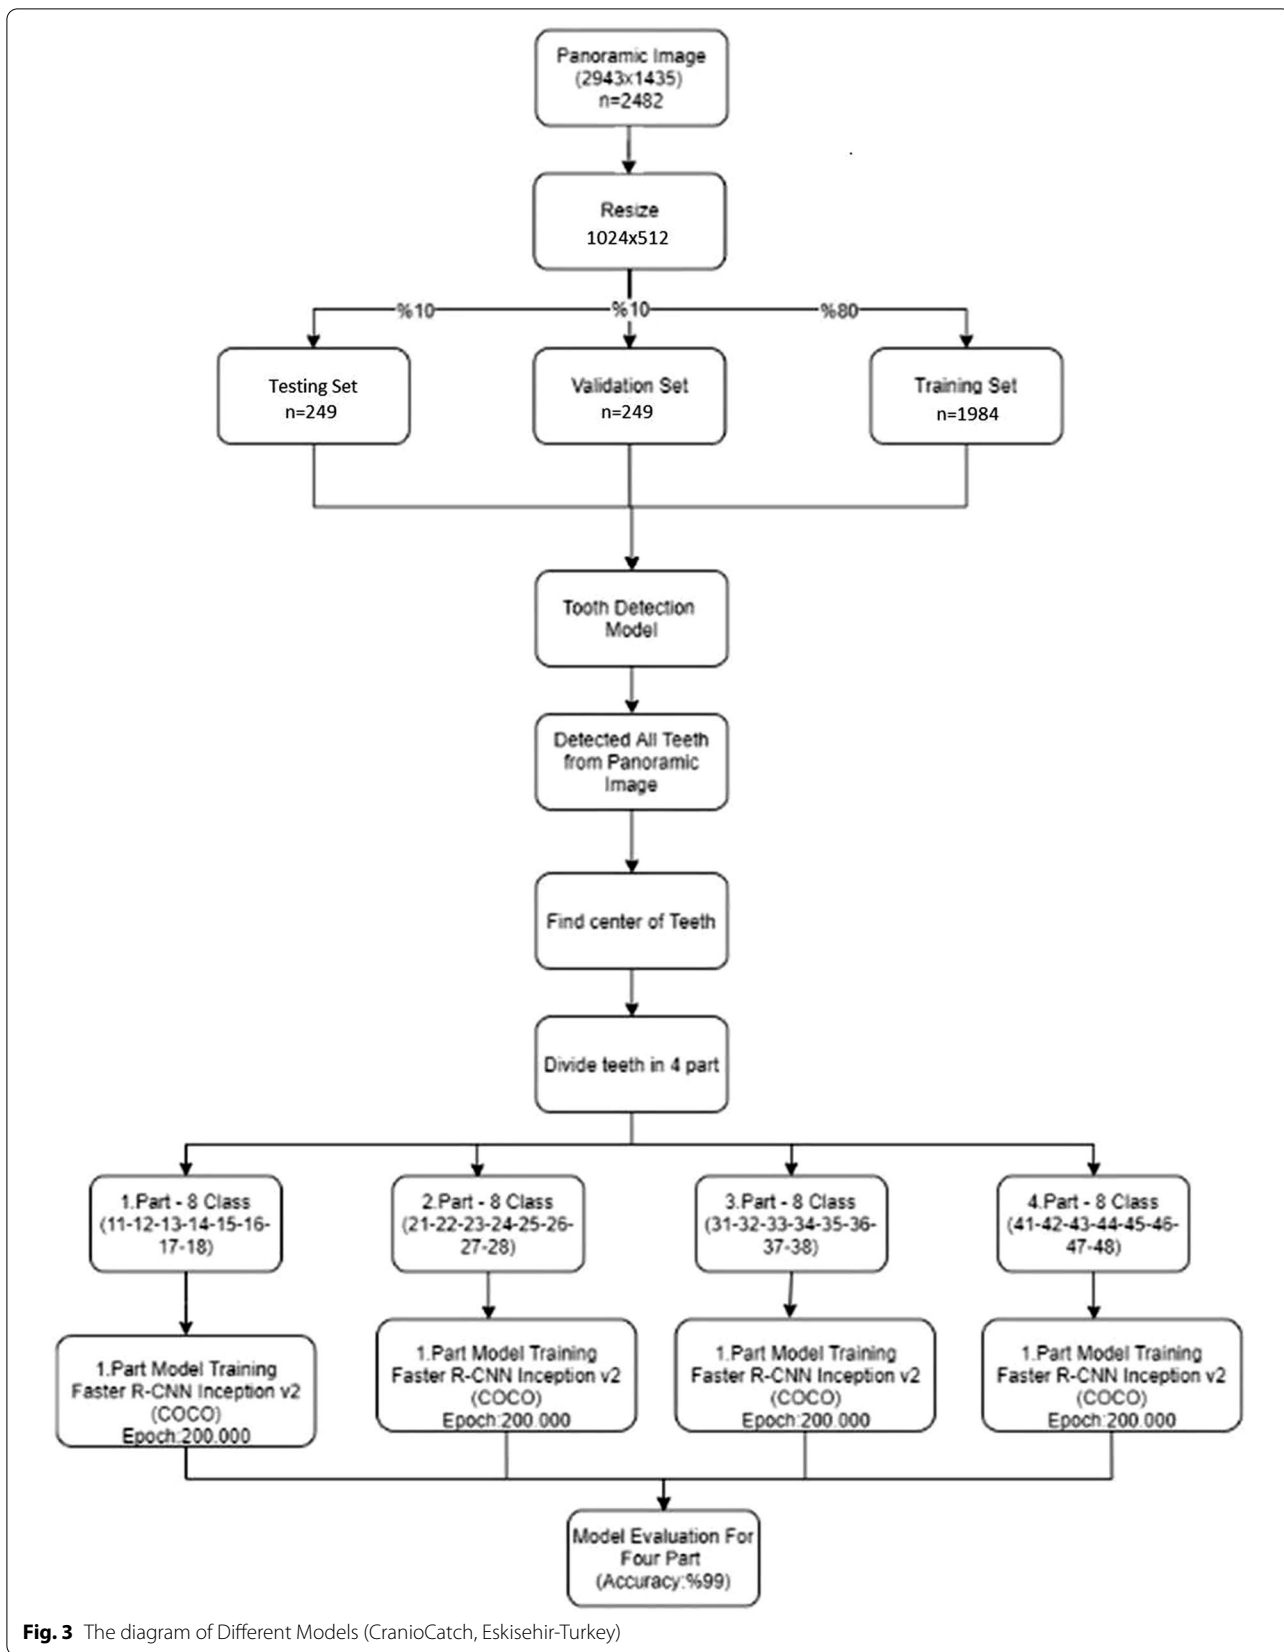 Panoramic Image
(2943x1435)
n=2482
Resize
1024x512
%10
%10
%80
Testing Set
n=249
Validation Set
n=249
Training Set
n=1984
Tooth Detection
Model
Detected All Teeth
from Panoramic
Image
Find center of Teeth
Divide teeth in 4 part
1.Part - 8 Class
(11-12-13-14-15-16-
17-18)
2.Part - 8 Class
(21-22-23-24-25-26-
27-28)
3.Part - 8 Class
(31-32-33-34-35-36-
37-38)
4.Part - 8 Class
(41-42-43-44-45-46-
47-48)
1.Part Model Training
Faster R-CNN Inception v2
(COCO)
Epoch:200.000
1.Part Model Training
Faster R-CNN Inception v2
(COCO)
Epoch:200.000
1.Part Model Training
Faster R-CNN Inception v2
(COCO)
Epoch:200.000
1.Part Model Training
Faster R-CNN Inception v2
(COCO)
Epoch:200.000
Model Evaluation For
Four Part
(Accuracy:%99)
Fig. 3 The diagram of Different Models (CranioCatch, Eskisehir-Turkey)